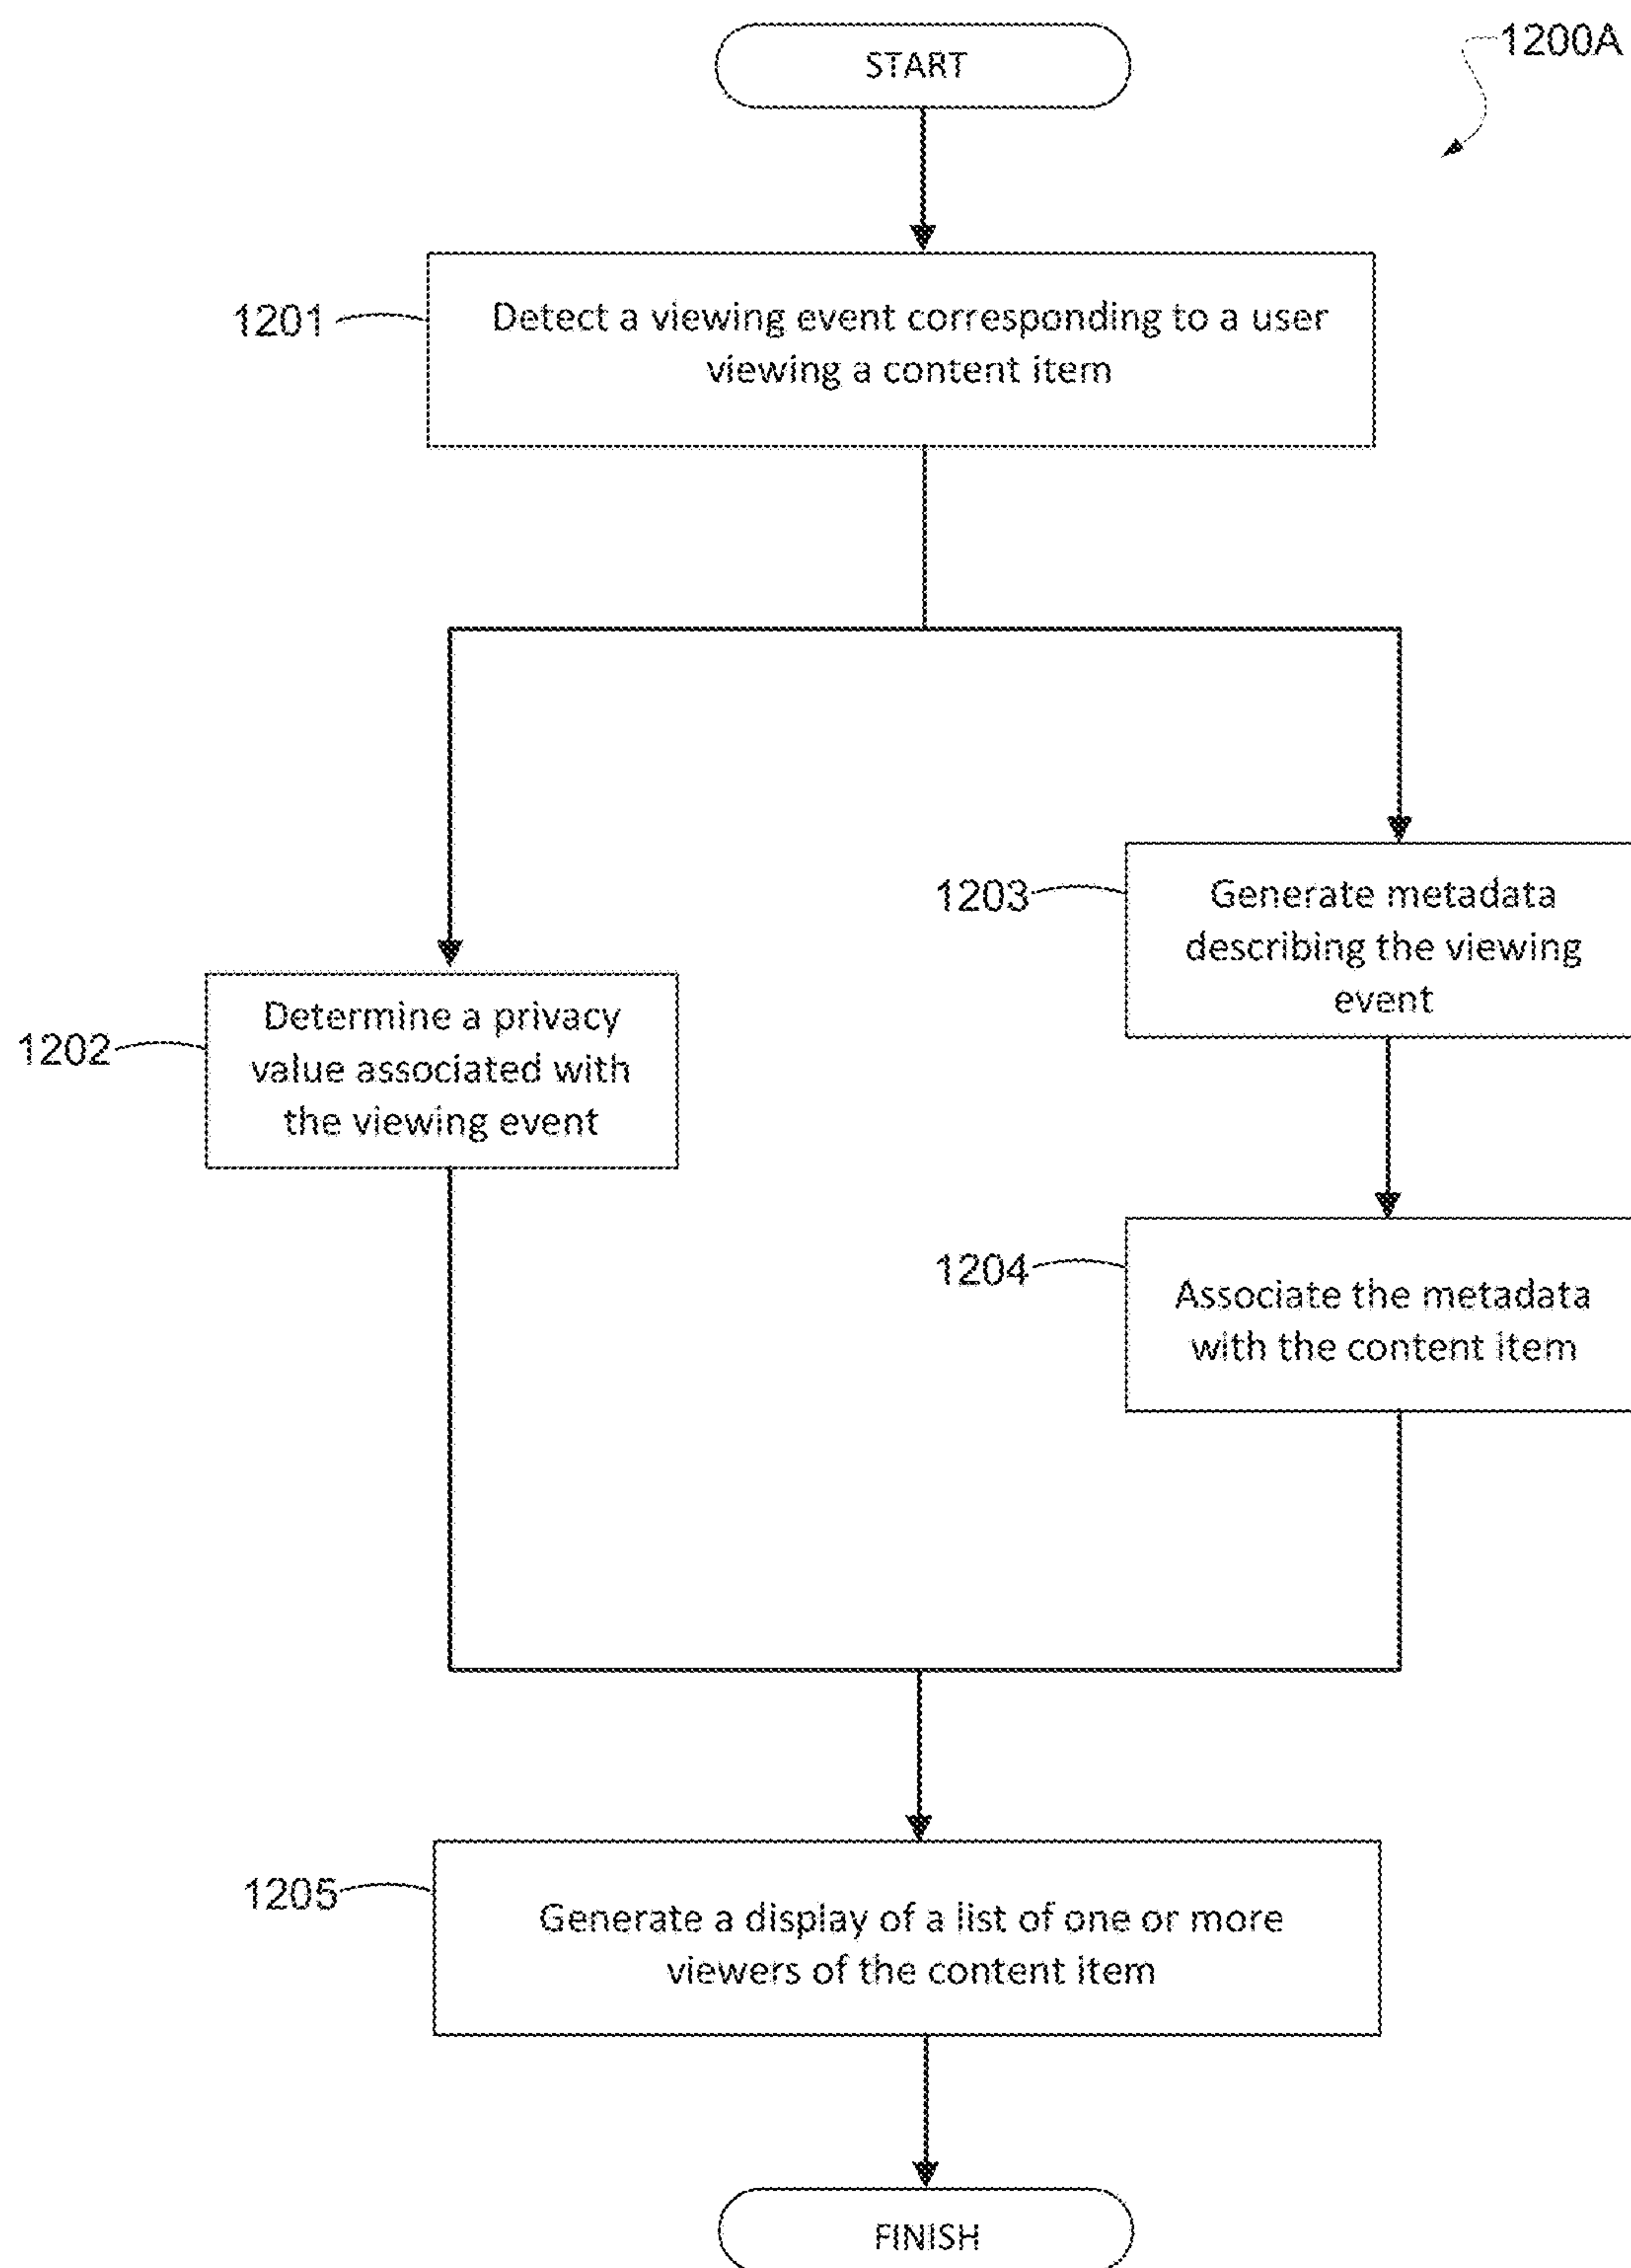 START
1200A
1201
Detect a viewing event corresponding to a user
viewing a content item
1203
Generate metadata
describing the viewing
event
1202
Determine a privacy
value associated with
the viewing event
1204
Associate the metadata
with the content item
1205
Generate a display of a list of one or more
viewers of the content item
FINISH